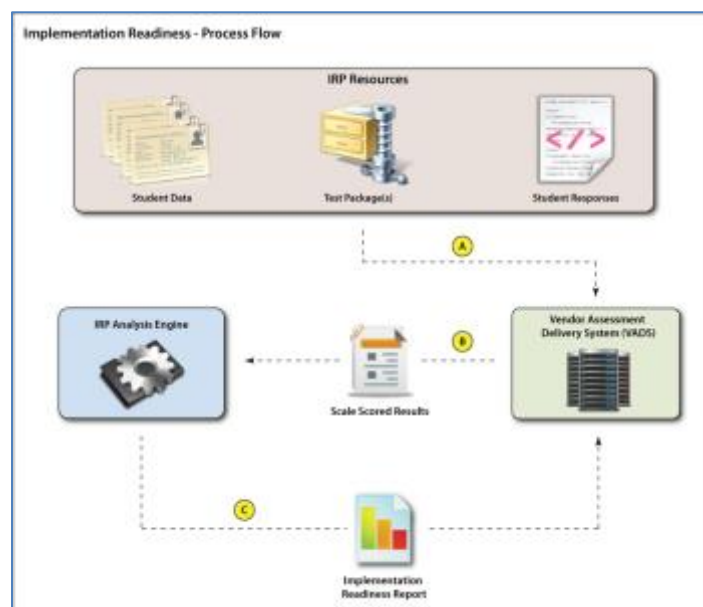 Implementation Readiness - Process Flow
IRP Resources
</>
Student Data
Test Package(s)
Student Responses
A
IRP Analysis Engine
Vendor Assessment
Delivery System (VADS)
B
Scale Scored Results
C
Implementation
Readiness Report